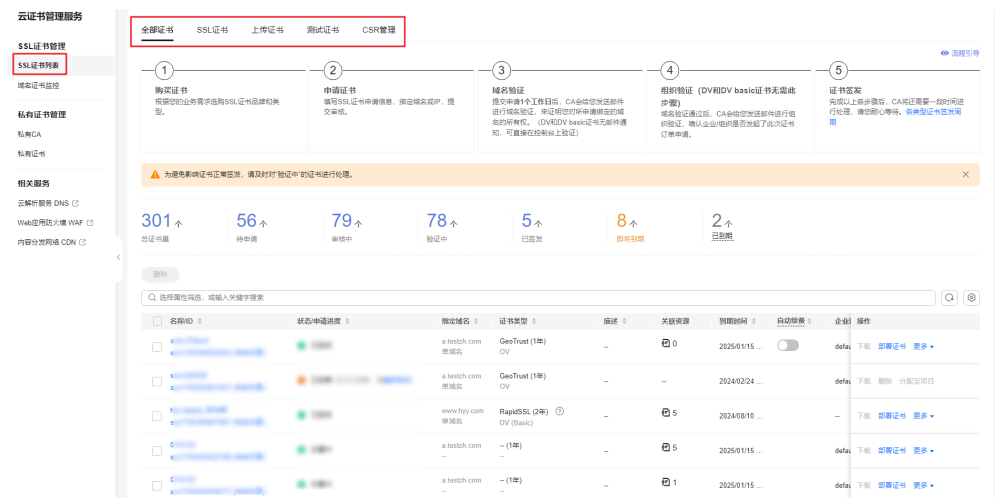 云证书管理服务
SSL证书管理
SSL证书列表
域名证书监控
私有证书管理
私有CA
私有证书
相关服务
云解析服务 DNS
Web应用防火墙 WAF
内容分发网络 CDN
全部证书 SSL证书 上传证书 测试证书 CSR管理
流程引导
1
购买证书
根据您的业务需求选购SSL证书品牌和类
型。
2
申请证书
填写SSL证书申请信息，绑定域名或IP，提
交审核。
3
域名验证
提交申请1个工作日后，CA会给您发送邮件
进行域名验证，来证明您对所申请绑定的域
名的所有权。（DV和DV basic证书无邮件通
知，可直接在控制台上验证）
4
组织验证（DV和DV basic证书无需此
步骤）
域名验证通过后，CA会给您发送邮件进行组
织验证，确认企业/组织是否发起了此次证书
订单申请。
5
证书签发
完成以上各步骤后，CA将还需要一段时间进
行处理，请您耐心等待。各类型证书签发周
期
为避免影响证书正常签发，请及时对“验证中”的证书进行处理。
301 个 56 个 79 个 78 个 5 个 8 个 2 个
总证书量 待申请 审核中 验证中 已签发 即将到期 已到期
删除
选择属性筛选，或输入关键字搜索
名称/ID 状态/申请进度 绑定域名 证书类型 描述 关联资源 到期时间 自动续费 企业 操作
a.testzh.com GeoTrust (1年) -- 0 2025/01/15 ... defau 下载 部署证书 更多
单域名 OV
a.testzh.com GeoTrust (1年) -- -- 2024/02/24 ... defau 下载 删除 分配至项目
单域名 OV
www.hyy.com RapidSSL (2年) -- 5 2024/08/10 ... -- 下载 部署证书 更多
单域名 DV (Basic)
a.testzh.com -- (1年) -- 5 2025/01/15 ... defau 下载 部署证书 更多
-- --
a.testzh.com -- (1年) -- 1 2025/01/15 ... defau 下载 部署证书 更多
-- --